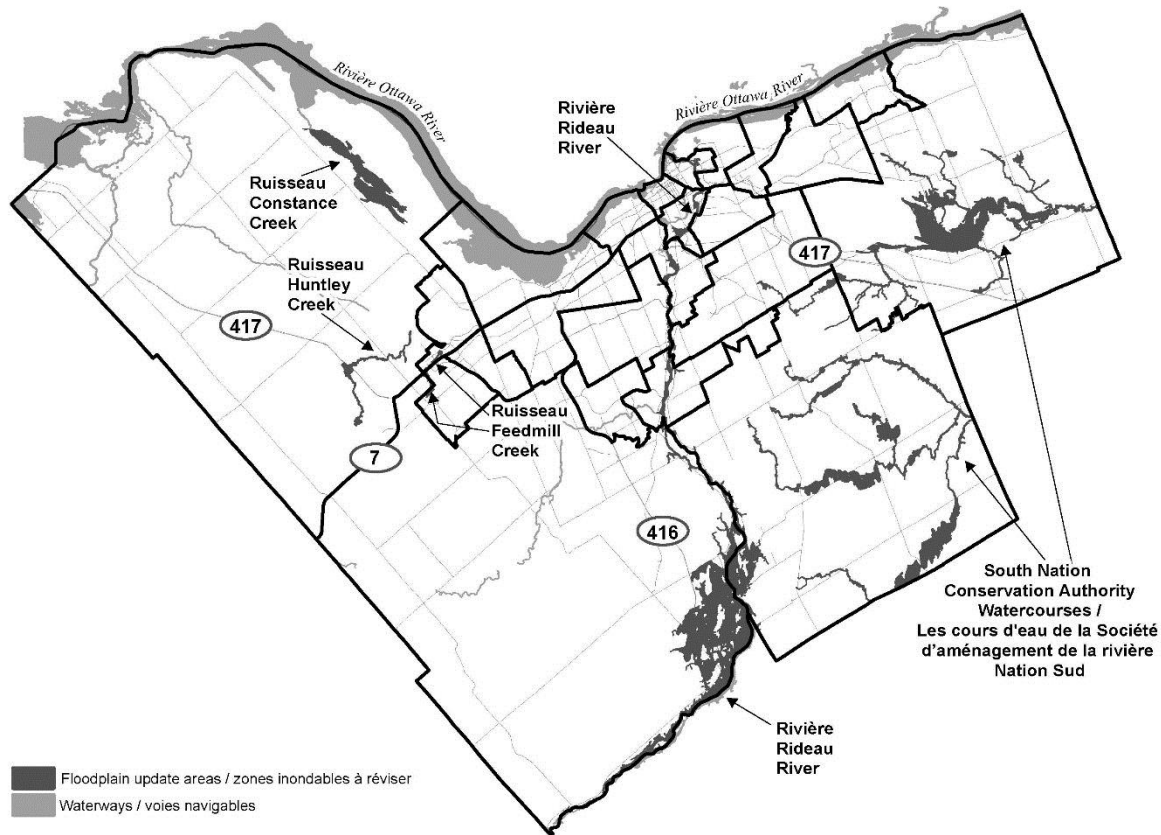 Rivière Ottawa River
Rivière Ottawa River
Rivière
Rideau
River
Ruisseau
Constance
Creek
417
Ruisseau
Huntley
Creek
417
Ruisseau
Feedmill
Creek
7
416
South Nation
Conservation Authority
Watercourses /
Les cours d'eau de la Société
d'aménagement de la rivière
Nation Sud
Rivière
Rideau
River
Floodplain update areas / zones inondables à réviser
Waterways / voies navigables